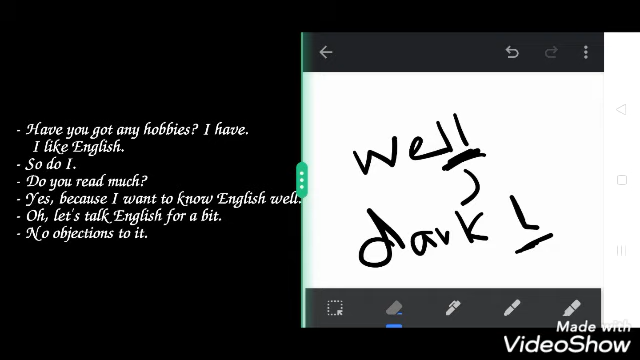 - Have you got any hobbies? I have.
I like English.
- So do I.
- Do you read much?
- Yes, because I want to know English well.
- Oh, let's talk English for a bit.
- No objections to it.
well
dark l
Made with
VideoShow